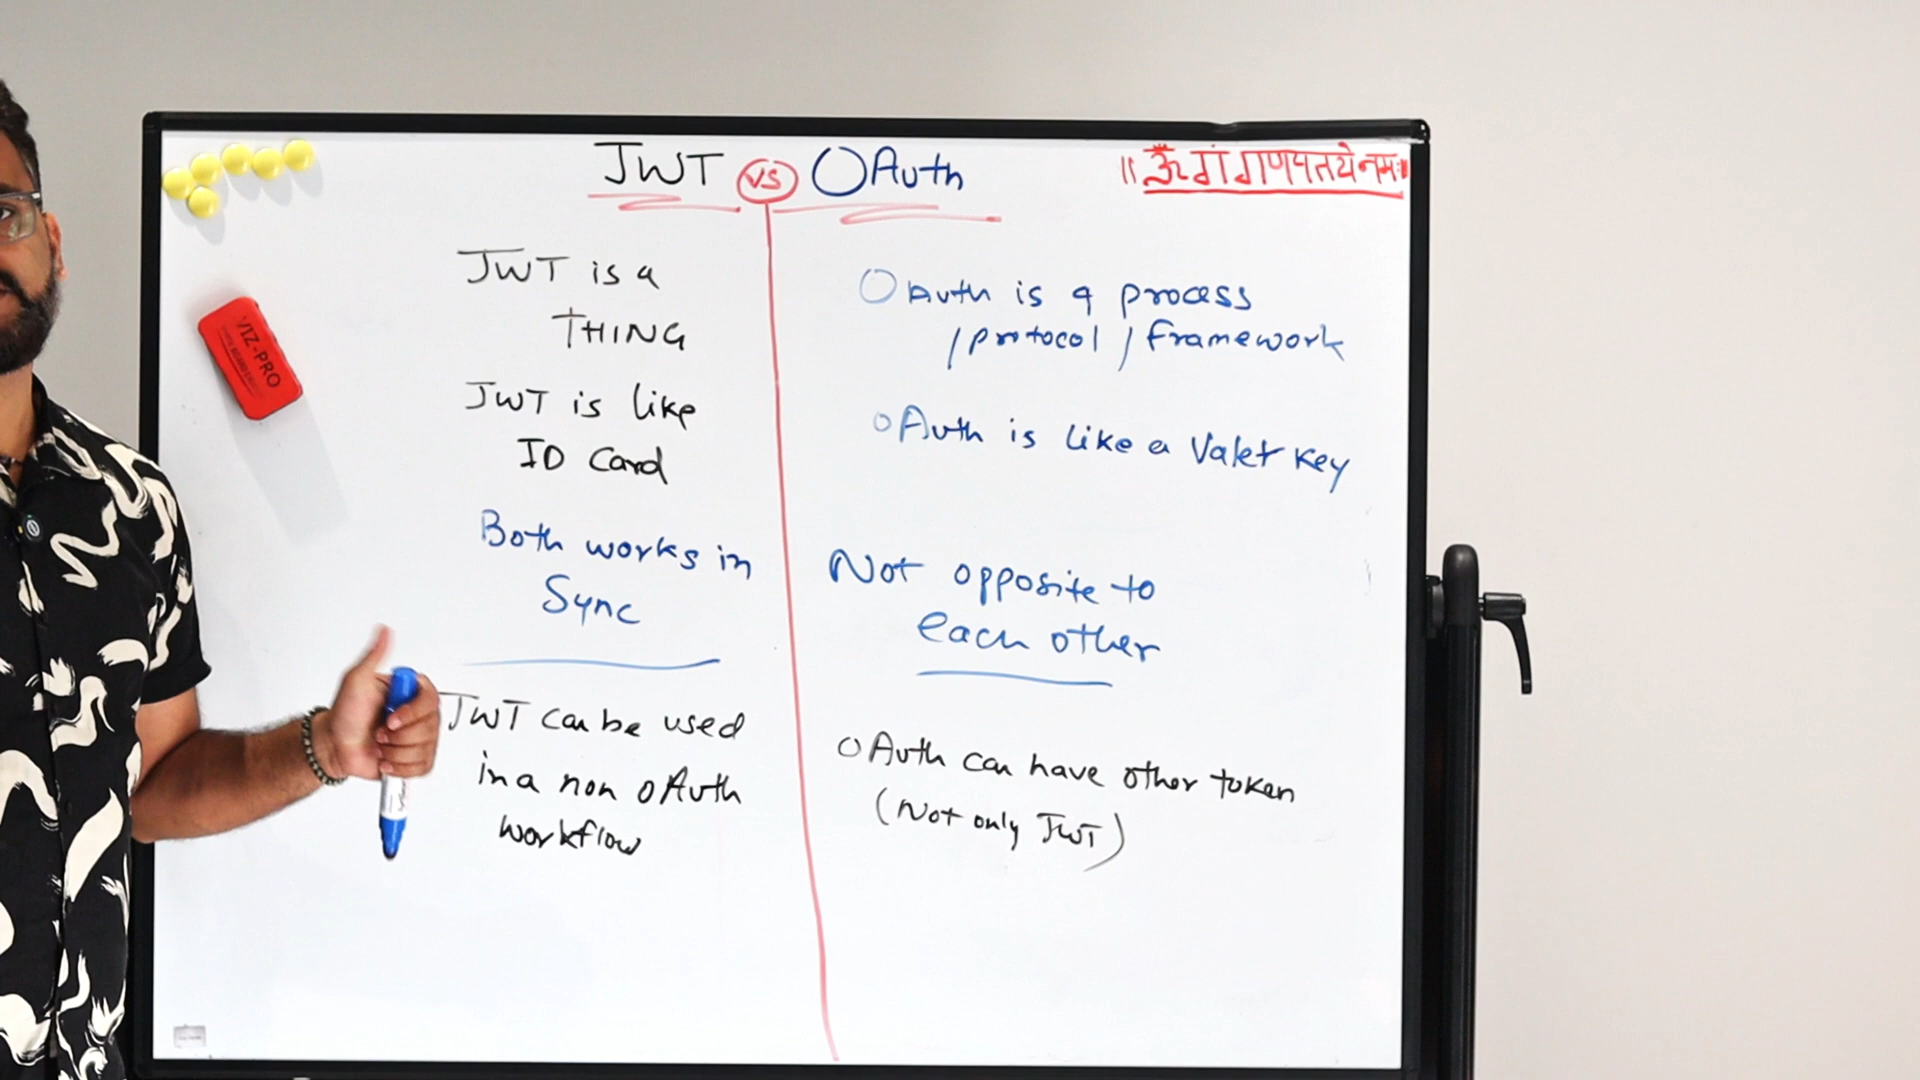 JWT vs OAuth
॥ ॐ गं गणपतये नमः
VIZ-PRO
JWT is a
THING
JWT is like
ID Card
Both works in
Sync
JWT can be used
in a non oAuth
workflow
OAuth is a process
/protocol / framework
OAuth is like a Valet key
Not opposite to
each other
OAuth can have other token
(Not only JWT)